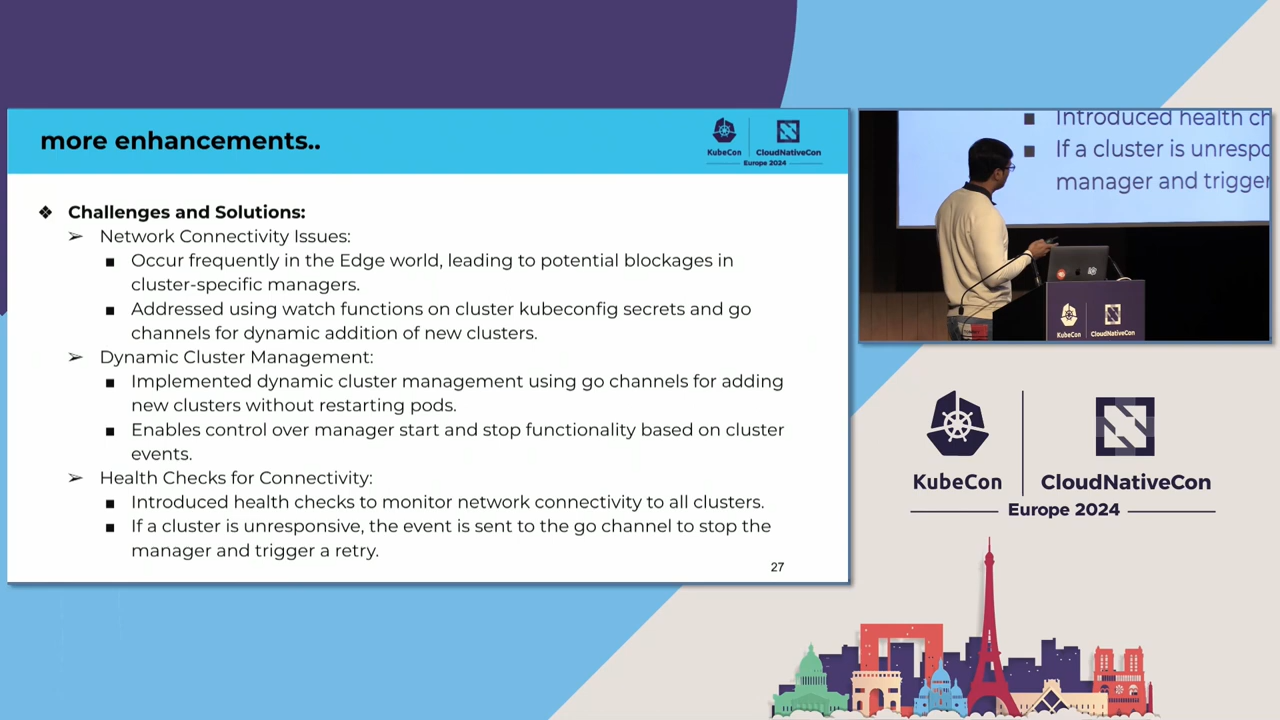 more enhancements..
KubeCon
CloudNativeCon
Europe 2024
❖ Challenges and Solutions:
➢ Network Connectivity Issues:
■ Occur frequently in the Edge world, leading to potential blockages in
cluster-specific managers.
■ Addressed using watch functions on cluster kubeconfig secrets and go
channels for dynamic addition of new clusters.
➢ Dynamic Cluster Management:
■ Implemented dynamic cluster management using go channels for adding
new clusters without restarting pods.
■ Enables control over manager start and stop functionality based on cluster
events.
➢ Health Checks for Connectivity:
■ Introduced health checks to monitor network connectivity to all clusters.
■ If a cluster is unresponsive, the event is sent to the go channel to stop the
manager and trigger a retry.
27
■ Introduced health ch
■ If a cluster is unrespo
manager and trigger
KubeCon
CloudNativeCon
KubeCon
CloudNativeCon
Europe 2024